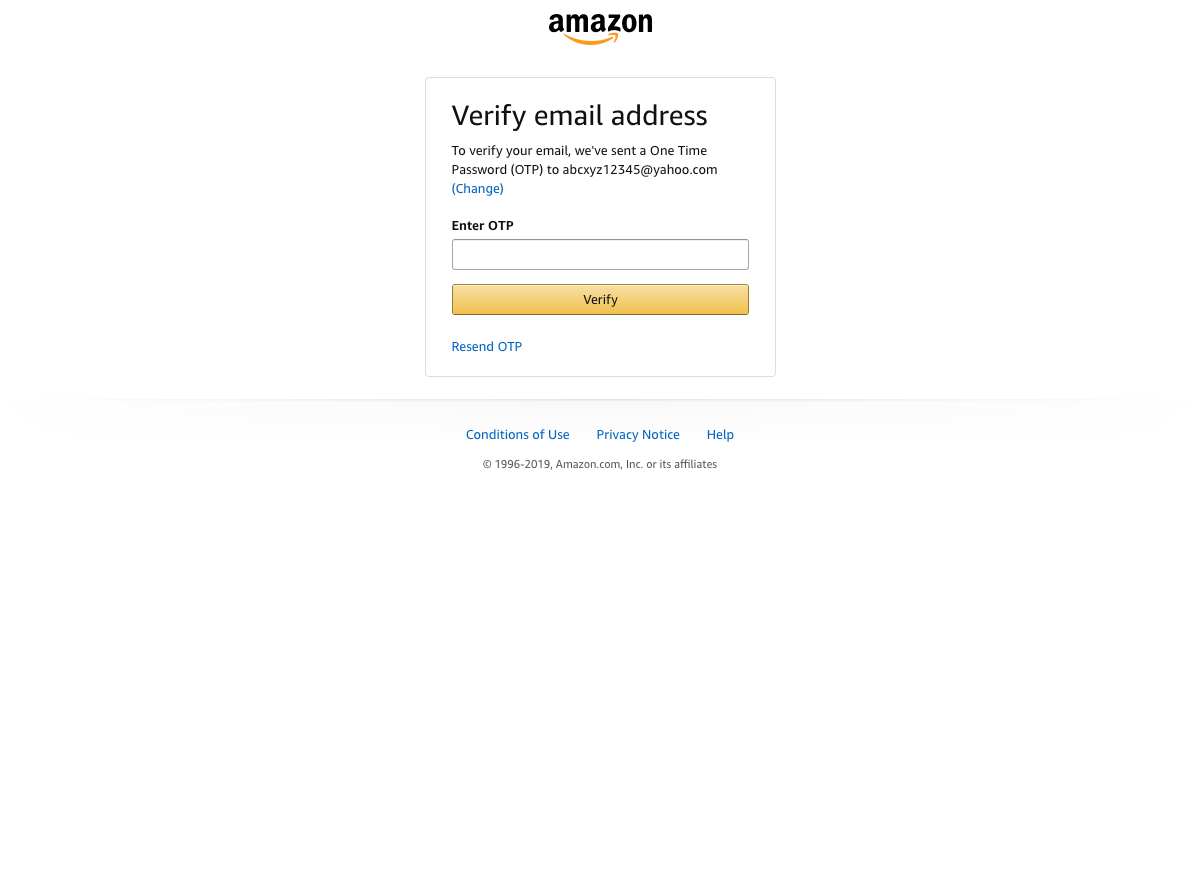 amazon
Verify email address
To verify your email, we've sent a One Time
Password (OTP) to abcxyz12345@yahoo.com
(Change)
Enter OTP
Verify
Resend OTP
Conditions of Use Privacy Notice Help
© 1996-2019, Amazon.com, Inc. or its affiliates